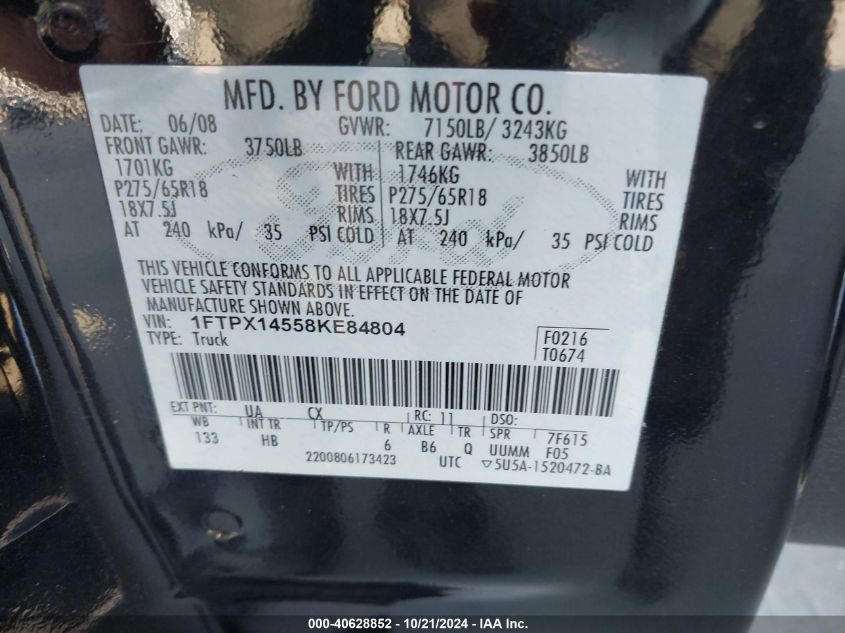 MFD. BY FORD MOTOR CO.
DATE: 06/08 GVWR: 7150LB/ 3243KG
FRONT GAWR: 3750LB REAR GAWR: 3850LB
1701KG WITH 1746KG WITH
P275/65R18 TIRES P275/65R18 TIRES
18X7.5J RIMS 18X7.5J RIMS
AT 240 kPa/ 35 PSI COLD AT 240 kPa/ 35 PSI COLD
Ford
THIS VEHICLE CONFORMS TO ALL APPLICABLE FEDERAL MOTOR
VEHICLE SAFETY STANDARDS IN EFFECT ON THE DATE OF
MANUFACTURE SHOWN ABOVE.
VIN: 1FTPX14558KE84804 F0216
TYPE: Truck T0674
EXT PNT: UA CX RC: 11 DSO:
WB INT TR TP/PS R AXLE TR SPR 7F615
133 HB 6 B6 Q UUMM F05
2200806173423 UTC ▽5U5A-1520472-BA
000-40628852 - 10/21/2024 - IAA Inc.